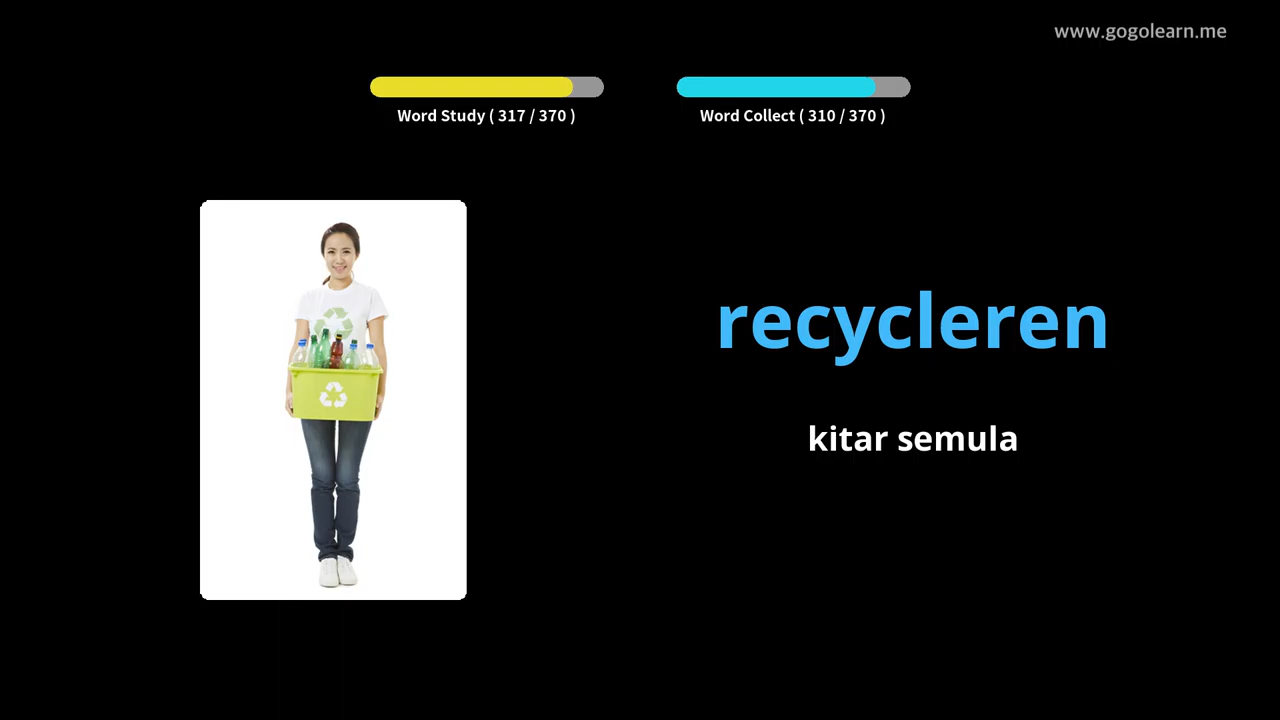 www.gogolearn.me
Word Study ( 317 / 370 )
Word Collect ( 310 / 370 )
recycleren
kitar semula